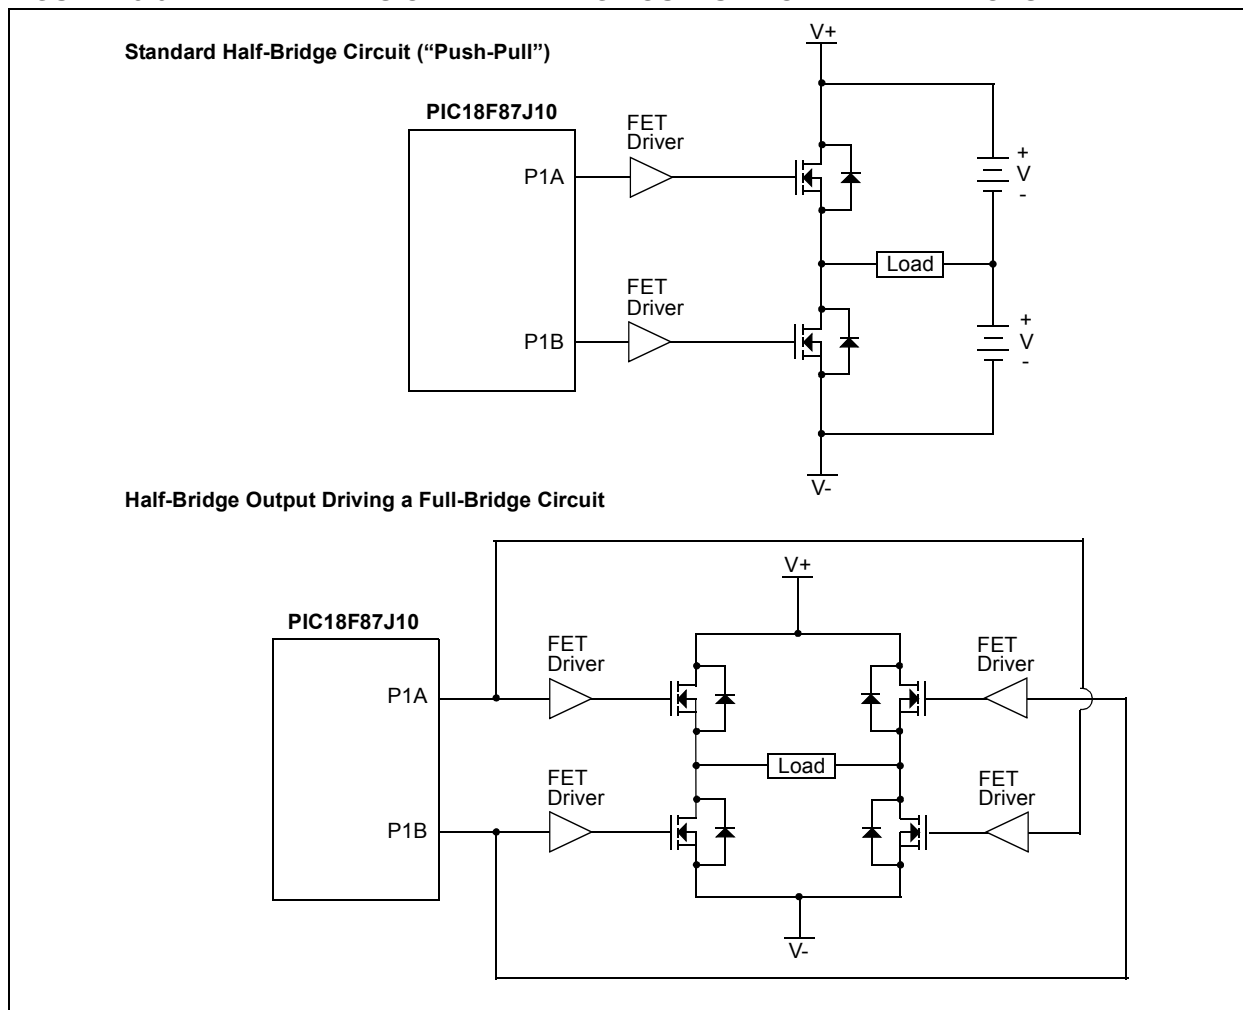 V+
Standard Half-Bridge Circuit (“Push-Pull”)
PIC18F87J10
FET
Driver
P1A
+
V
-
Load
FET
Driver
P1B
+
V
-
V-
Half-Bridge Output Driving a Full-Bridge Circuit
V+
PIC18F87J10
FET
Driver
FET
Driver
P1A
Load
FET
Driver
FET
Driver
P1B
V-